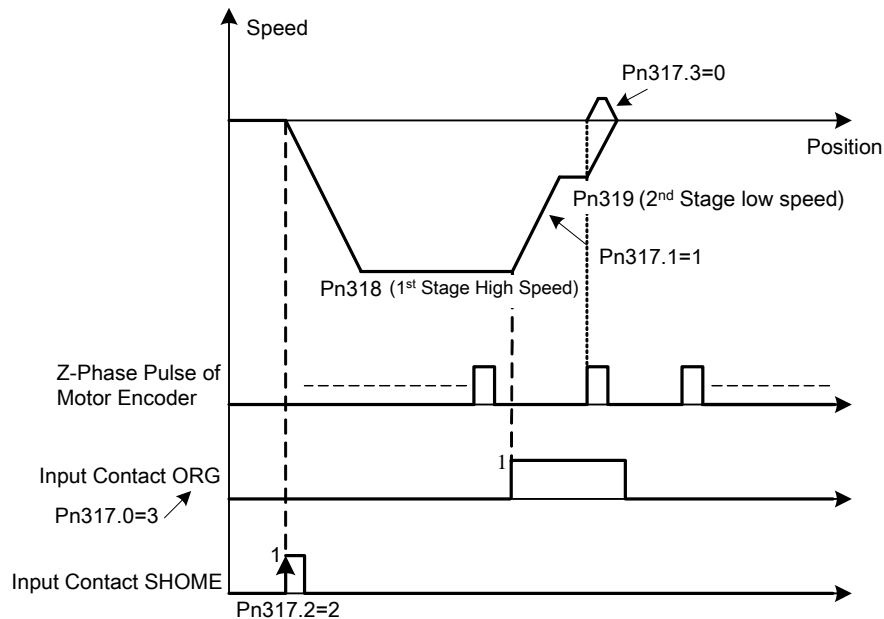 Speed
Pn317.3=0
Position
Pn319 (2nd Stage low speed)
Pn317.1=1
Pn318 (1st Stage High Speed)
Z-Phase Pulse of
Motor Encoder
1
Input Contact ORG
Pn317.0=3
1
Input Contact SHOME
Pn317.2=2